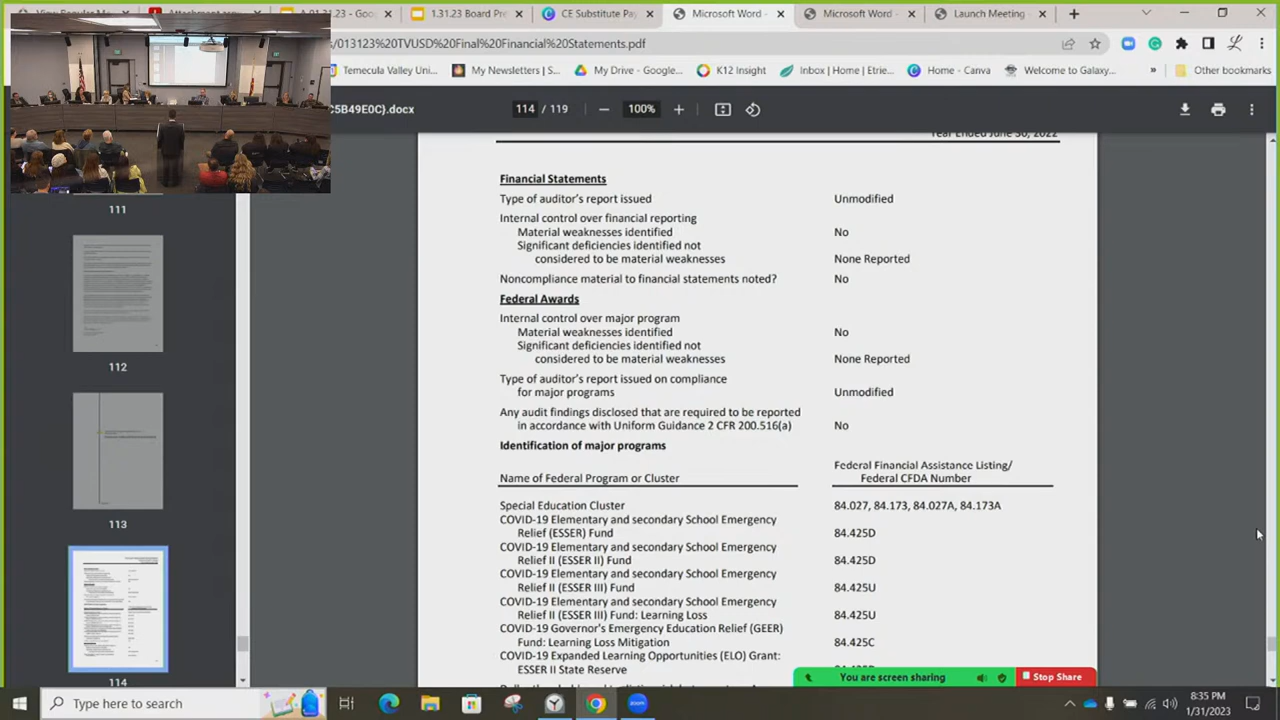 1.31.23 Board Pre
CE Substitute Pay
Microsoft Word -
Microsoft Word -
Launch Meeting
s/013123%20TVUSD%20Final%20Financial%20Statements.pdf
Temecula Valley Uni...
My Newsletters | S...
My Drive - Google...
K12 Insight
Inbox | Home | Etrie...
Home - Canva
Welcome to Galaxy...
»
Other bookmarks
C5B49E0C}.docx
114 / 119
100%
Year Ended June 30, 2022
Financial Statements
Type of auditor's report issued Unmodified
Internal control over financial reporting
Material weaknesses identified No
Significant deficiencies identified not
considered to be material weaknesses None Reported
Noncompliance material to financial statements noted? No
Federal Awards
Internal control over major program
Material weaknesses identified No
Significant deficiencies identified not
considered to be material weaknesses None Reported
Type of auditor's report issued on compliance
for major programs Unmodified
Any audit findings disclosed that are required to be reported
in accordance with Uniform Guidance 2 CFR 200.516(a) No
Identification of major programs
Federal Financial Assistance Listing/
Name of Federal Program or Cluster Federal CFDA Number
Special Education Cluster 84.027, 84.173, 84.027A, 84.173A
COVID-19 Elementary and secondary School Emergency
Relief (ESSER) Fund 84.425D
COVID-19 Elementary and secondary School Emergency
Relief II (ESSER II) Fund 84.425D
COVID-19 Elementary and secondary School Emergency
Relief II (ESSER III) Fund 84.425U
COVID-19 Elementary and secondary School Emergency
Relief II (ESSER III) Fund: Learning Loss 84.425U
COVID-19 Governor's Emergency Education Relief (GEER)
Fund: Learning Loss Mitigation 84.425C
COVID-19 Expanded Learning Opportunities (ELO) Grant:
ESSER II State Reserve
111
112
113
114
You are screen sharing
Stop Share
Type here to search
zoom
8:35 PM
1/31/2023